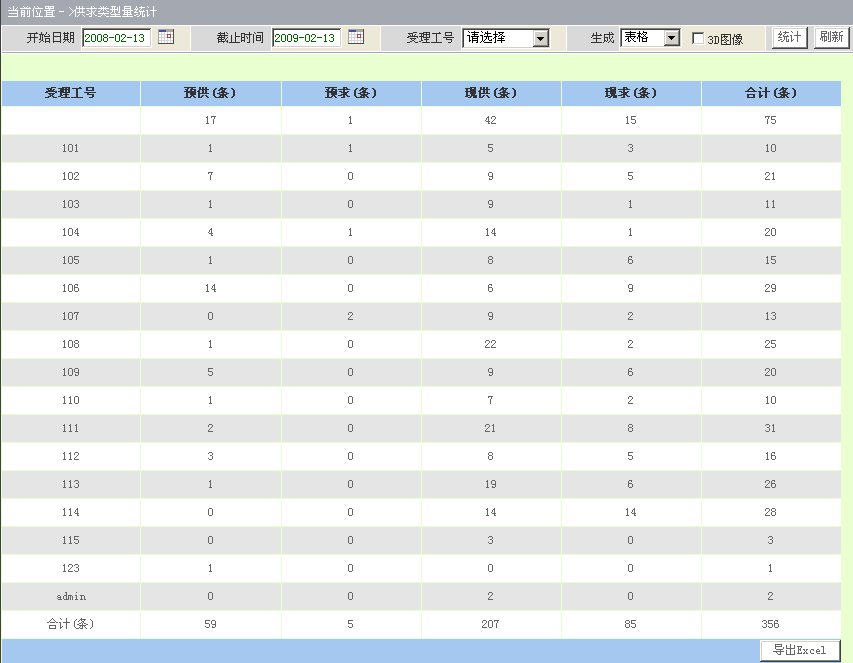 当前位置－>供求类型量统计
开始日期 2008-02-13 截止时间 2009-02-13 受理工号 请选择 生成 表格 3D图像 统计 刷新
受理工号 预供(条) 预求(条) 现供(条) 现求(条) 合计(条)
17 1 42 15 75
101 1 1 5 3 10
102 7 0 9 5 21
103 1 0 9 1 11
104 4 1 14 1 20
105 1 0 8 6 15
106 14 0 6 9 29
107 0 2 9 2 13
108 1 0 22 2 25
109 5 0 9 6 20
110 1 0 7 2 10
111 2 0 21 8 31
112 3 0 8 5 16
113 1 0 19 6 26
114 0 0 14 14 28
115 0 0 3 0 3
123 1 0 0 0 1
admin 0 0 2 0 2
合计(条) 59 5 207 85 356
导出Excel